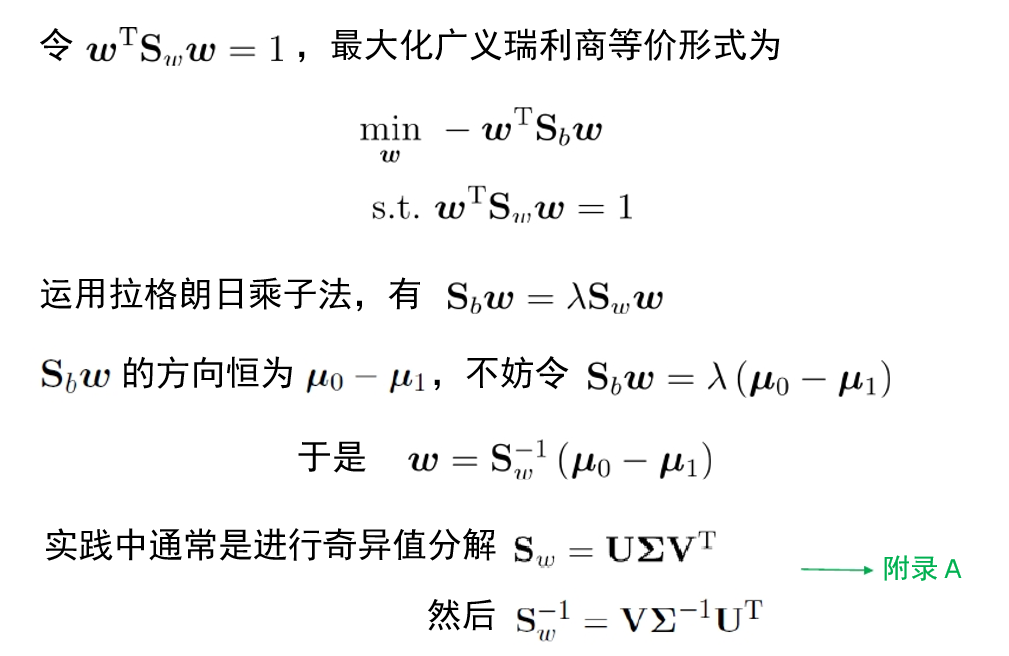 令 $\boldsymbol{w}^{\mathrm{T}}\mathbf{S}_w\boldsymbol{w} = 1$ ，最大化广义瑞利商等价形式为
$\min_{\boldsymbol{w}} \ -\boldsymbol{w}^{\mathrm{T}}\mathbf{S}_b\boldsymbol{w}$
$\text{s.t. } \boldsymbol{w}^{\mathrm{T}}\mathbf{S}_w\boldsymbol{w} = 1$
运用拉格朗日乘子法，有 $\mathbf{S}_b\boldsymbol{w} = \lambda\mathbf{S}_w\boldsymbol{w}$
$\mathbf{S}_b\boldsymbol{w}$ 的方向恒为 $\boldsymbol{\mu}_0 - \boldsymbol{\mu}_1$，不妨令 $\mathbf{S}_b\boldsymbol{w} = \lambda(\boldsymbol{\mu}_0 - \boldsymbol{\mu}_1)$
于是 $\boldsymbol{w} = \mathbf{S}_w^{-1}(\boldsymbol{\mu}_0 - \boldsymbol{\mu}_1)$
实践中通常是进行奇异值分解 $\mathbf{S}_w = \mathbf{U}\boldsymbol{\Sigma}\mathbf{V}^{\mathrm{T}}$
附录 A
然后 $\mathbf{S}_w^{-1} = \mathbf{V}\boldsymbol{\Sigma}^{-1}\mathbf{U}^{\mathrm{T}}$